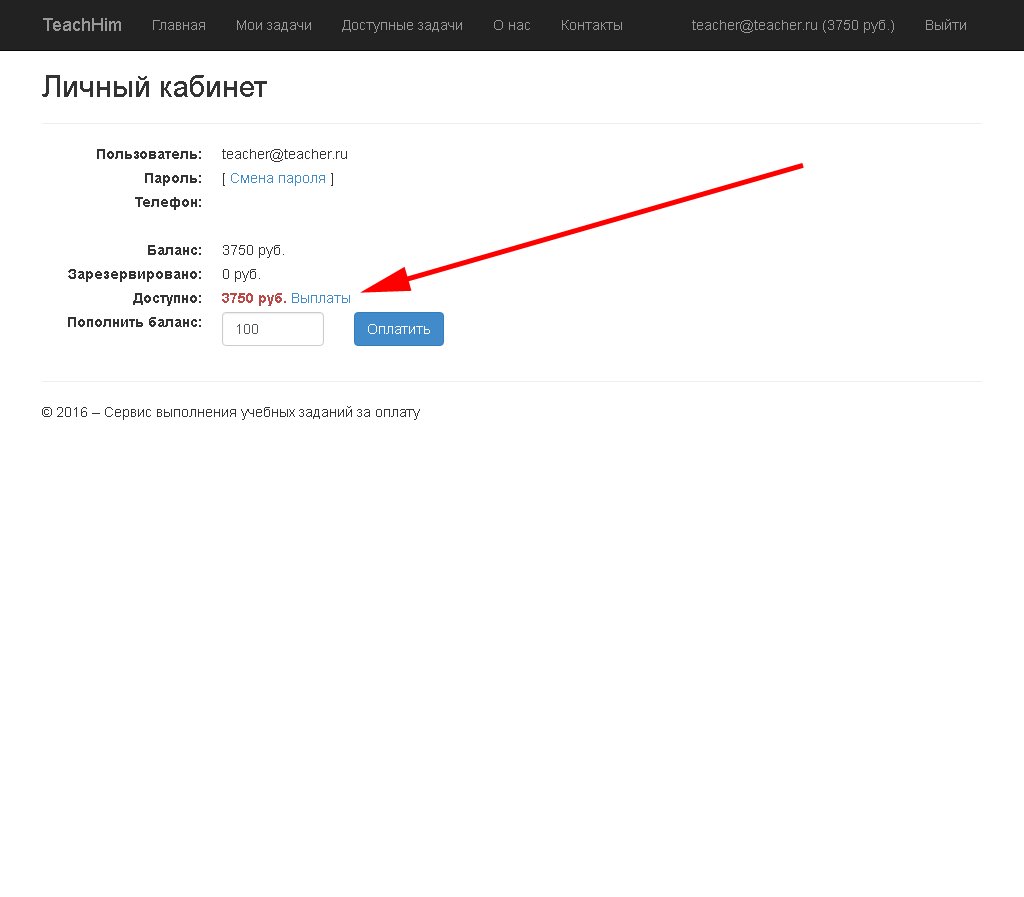 TeachHim Главная Мои задачи Доступные задачи О нас Контакты teacher@teacher.ru (3750 руб.) Выйти
Личный кабинет
Пользователь: teacher@teacher.ru
Пароль: [ Смена пароля ]
Телефон:
Баланс: 3750 руб.
Зарезервировано: 0 руб.
Доступно: 3750 руб. Выплаты
Пополнить баланс: 100 Оплатить
© 2016 – Сервис выполнения учебных заданий за оплату